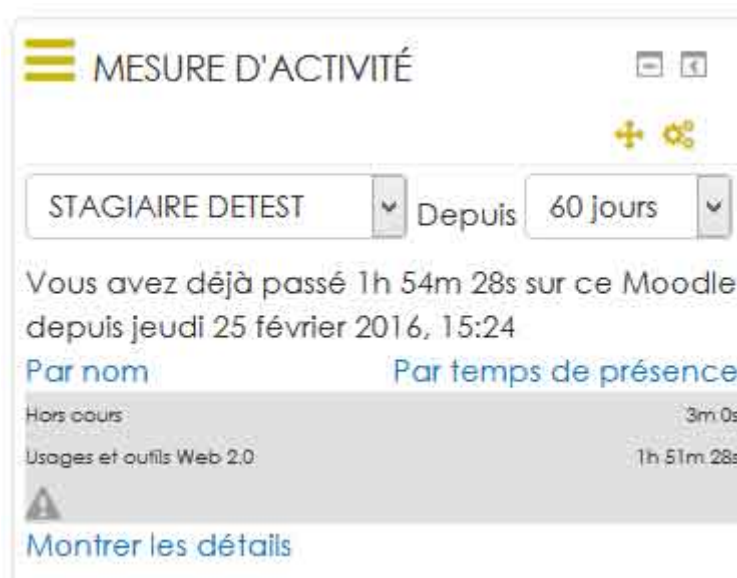 MESURE D'ACTIVITÉ
STAGIAIRE DETEST Depuis 60 jours
Vous avez déjà passé 1h 54m 28s sur ce Moodle
depuis jeudi 25 février 2016, 15:24
Par nom Par temps de présence
Hors cours 3m 0s
Usages et outils Web 2.0 1h 51m 28s
Montrer les détails